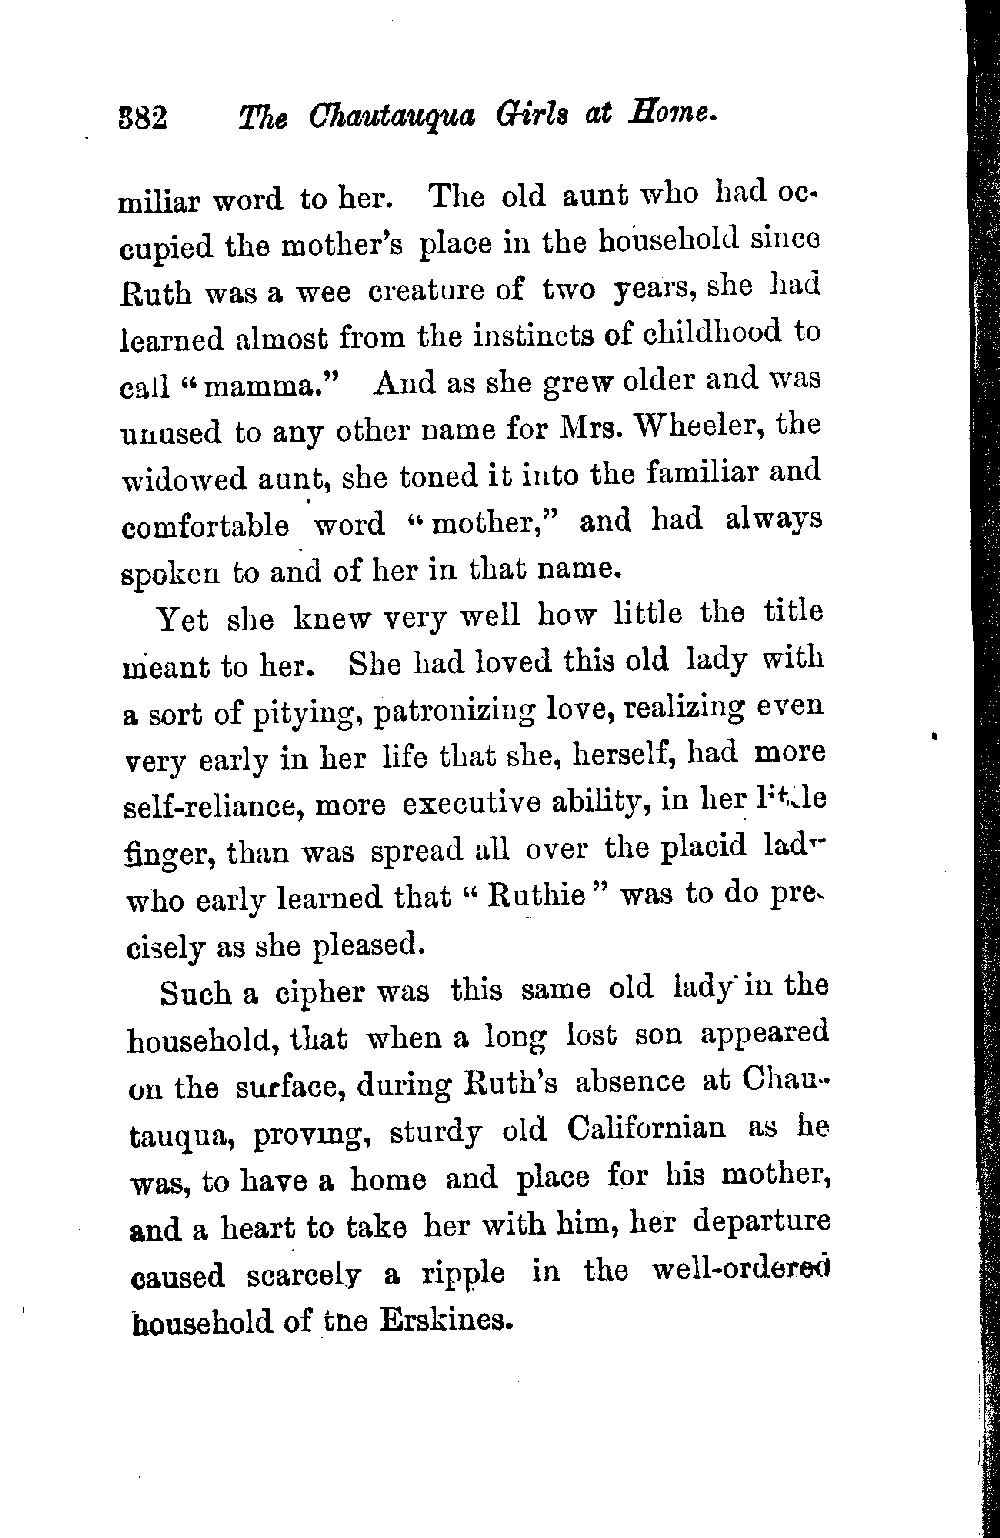 382 The Chautauqua Girls at Home.
miliar word to her. The old aunt who had oc-
cupied the mother's place in the household since
Ruth was a wee creature of two years, she had
learned almost from the instincts of childhood to
call "mamma." And as she grew older and was
unused to any other name for Mrs. Wheeler, the
widowed aunt, she toned it into the familiar and
comfortable word "mother," and had always
spoken to and of her in that name.
Yet she knew very well how little the title
meant to her. She had loved this old lady with
a sort of pitying, patronizing love, realizing even
very early in her life that she, herself, had more
self-reliance, more executive ability, in her little
finger, than was spread all over the placid lady
who early learned that "Ruthie" was to do pre-
cisely as she pleased.
Such a cipher was this same old lady in the
household, that when a long lost son appeared
on the surface, during Ruth's absence at Chau-
tauqua, proving, sturdy old Californian as he
was, to have a home and place for his mother,
and a heart to take her with him, her departure
caused scarcely a ripple in the well-ordered
household of the Erskines.